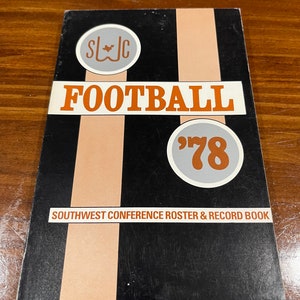 SWC
FOOTBALL
'78
SOUTHWEST CONFERENCE ROSTER & RECORD BOOK